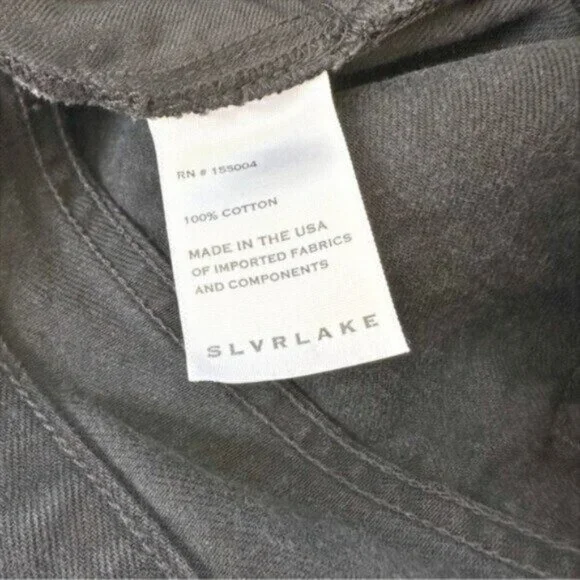 RN # 155004
100% COTTON
MADE IN THE USA
OF IMPORTED FABRICS
AND COMPONENTS
SLVRLAKE